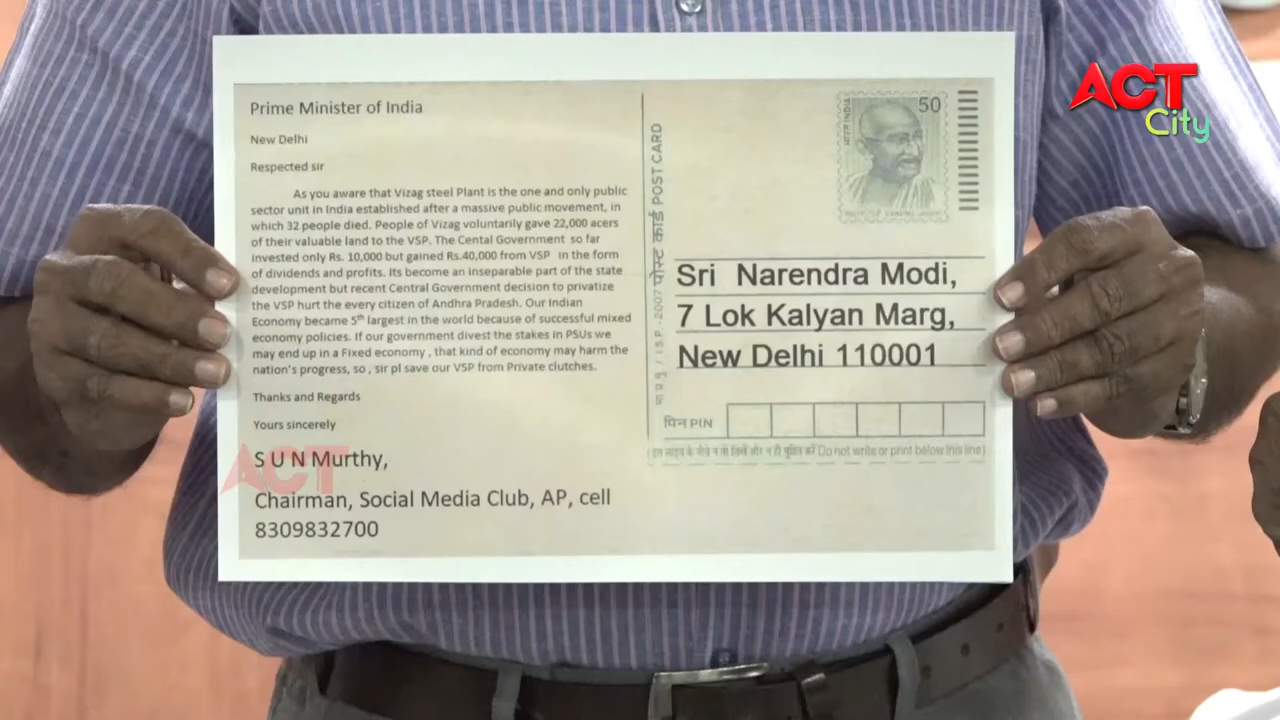 Prime Minister of India
New Delhi
Respected sir
As you aware that Vizag steel Plant is the one and only public
sector unit in India established after a massive public movement, in
which 32 people died. People of Vizag voluntarily gave 22,000 acers
of their valuable land to the VSP. The Cental Government so far
invested only Rs. 10,000 but gained Rs.40,000 from VSP in the form
of dividends and profits. Its become an inseparable part of the state
development but recent Central Government decision to privatize
the VSP hurt the every citizen of Andhra Pradesh. Our Indian
Economy became 5th largest in the world because of successful mixed
economy policies. If our government divest the stakes in PSUs we
may end up in a Fixed economy , that kind of economy may harm the
nation's progress, so , sir pl save our VSP from Private clutches.
Thanks and Regards
Yours sincerely
S U N Murthy,
Chairman, Social Media Club, AP, cell
8309832700
पोस्ट कार्ड POST CARD
I.S.P.-2007
50
भारत INDIA
Sri Narendra Modi,
7 Lok Kalyan Marg,
New Delhi 110001
पिन PIN
Do not write or print below this line)
ACT
City
ACT